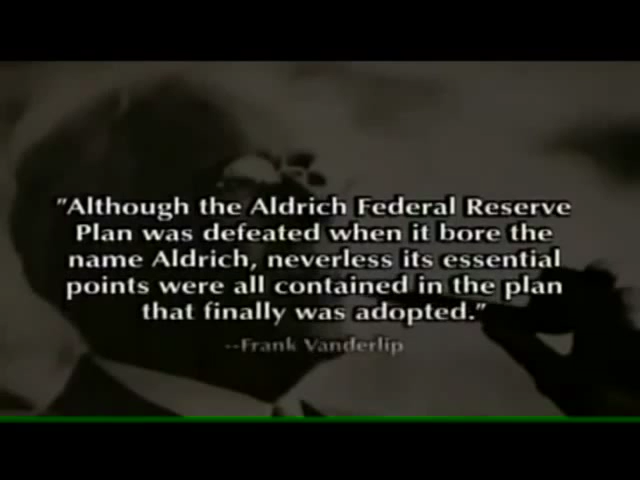 "Although the Aldrich Federal Reserve
Plan was defeated when it bore the
name Aldrich, neverless its essential
points were all contained in the plan
that finally was adopted."
--Frank Vanderlip